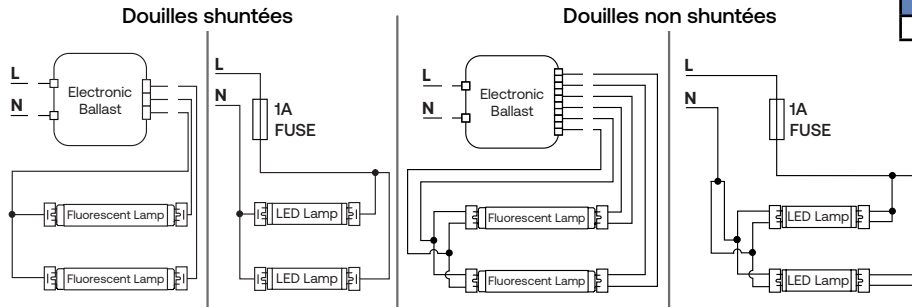 Douilles shuntées
L
N
Electronic
Ballast
Fluorescent Lamp
Fluorescent Lamp
L
N
1A
FUSE
LED Lamp
LED Lamp
Douilles non shuntées
L
N
Electronic
Ballast
Fluorescent Lamp
Fluorescent Lamp
L
N
1A
FUSE
LED Lamp
LED Lamp